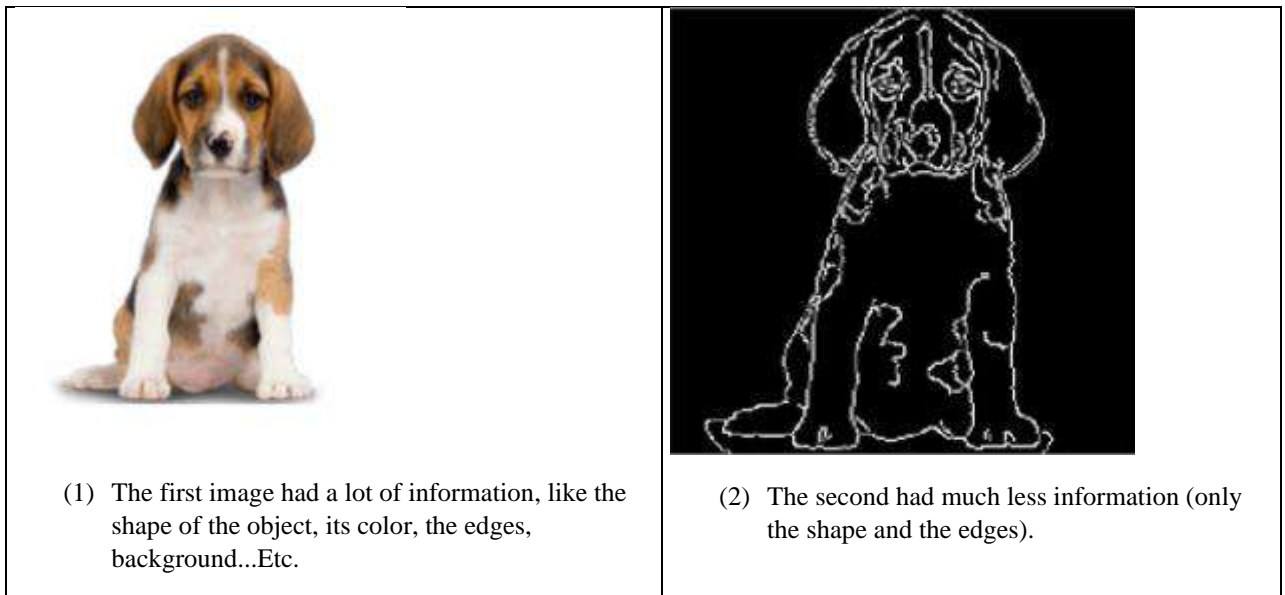 (1) The first image had a lot of information, like the
shape of the object, its color, the edges,
background...Etc.
(2) The second had much less information (only
the shape and the edges).